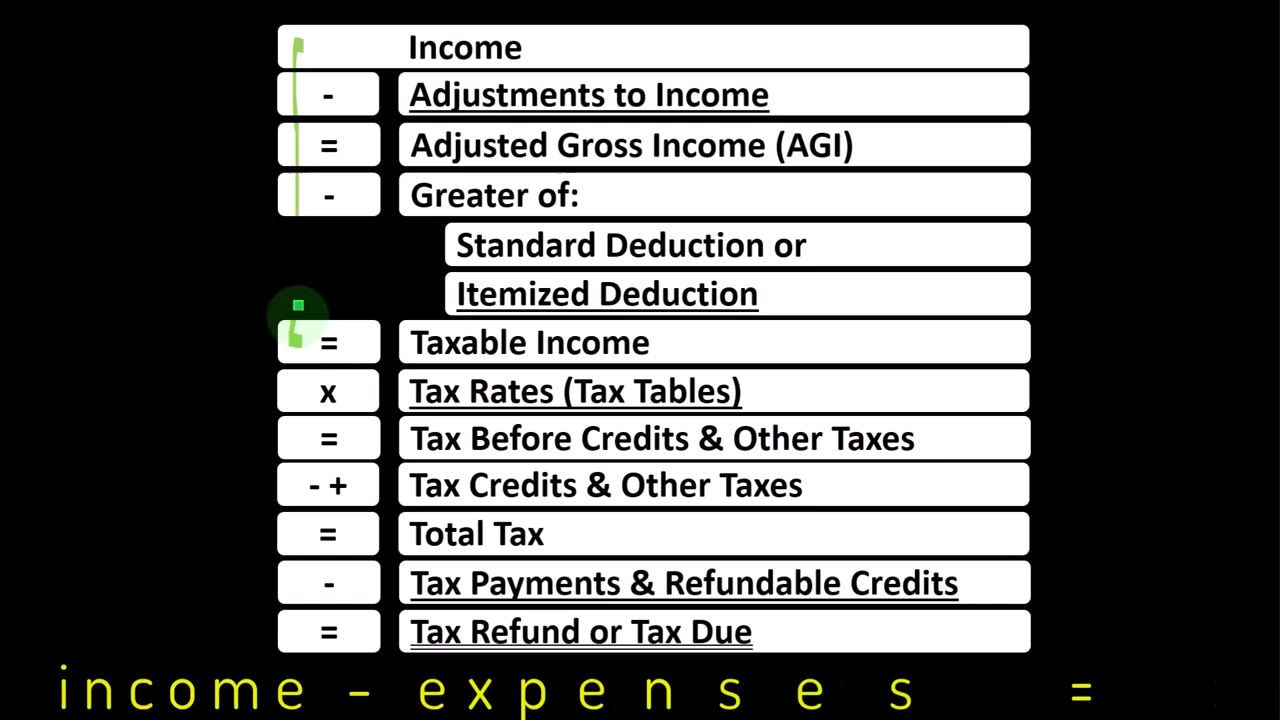 Income
- Adjustments to Income
= Adjusted Gross Income (AGI)
- Greater of:
Standard Deduction or
Itemized Deduction
= Taxable Income
x Tax Rates (Tax Tables)
= Tax Before Credits & Other Taxes
- + Tax Credits & Other Taxes
= Total Tax
- Tax Payments & Refundable Credits
= Tax Refund or Tax Due
income - expense s =